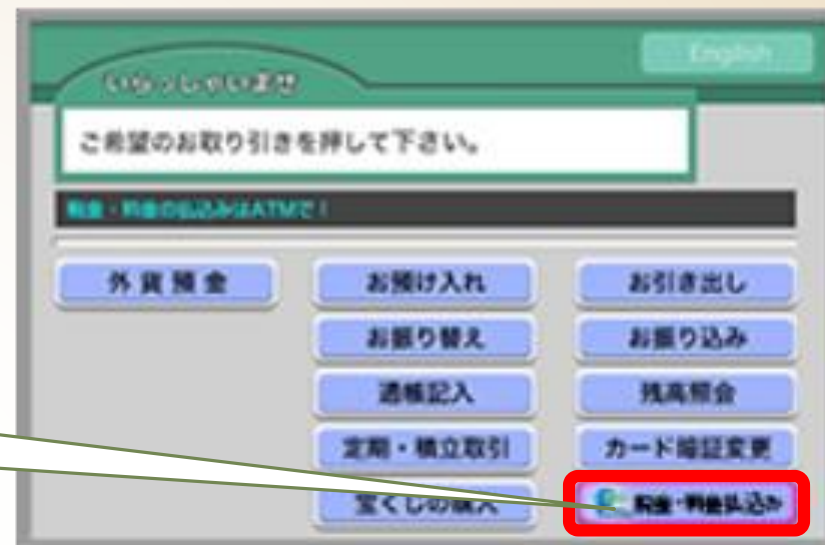 English
いらっしゃいませ
ご希望のお取り引きを押して下さい。
税金・料金の払込みはATMで！
外貨預金 お預け入れ お引き出し
お振り替え お振り込み
通帳記入 残高照会
定期・積立取引 カード暗証変更
宝くじの購入 税金・料金払込み